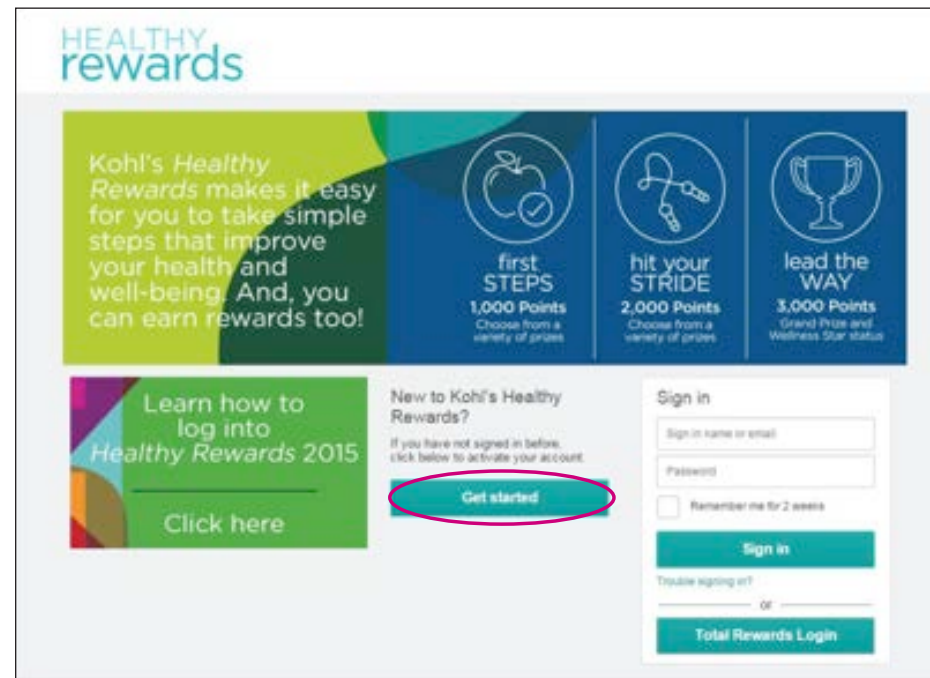 HEALTHY
rewards
Kohl's Healthy
Rewards makes it easy
for you to take simple
steps that improve
your health and
well-being. And, you
can earn rewards too!
first
STEPS
1,000 Points
Choose from a
variety of prizes
hit your
STRIDE
2,000 Points
Choose from a
variety of prizes
lead the
WAY
3,000 Points
Grand Prize and
Wellness Star status
Learn how to
log into
Healthy Rewards 2015
Click here
New to Kohl's Healthy
Rewards?
If you have not signed in before,
click below to activate your account
Get started
Sign in
Sign in name or email
Password
Remember me for 2 weeks
Sign in
Trouble signing in?
or
Total Rewards Login